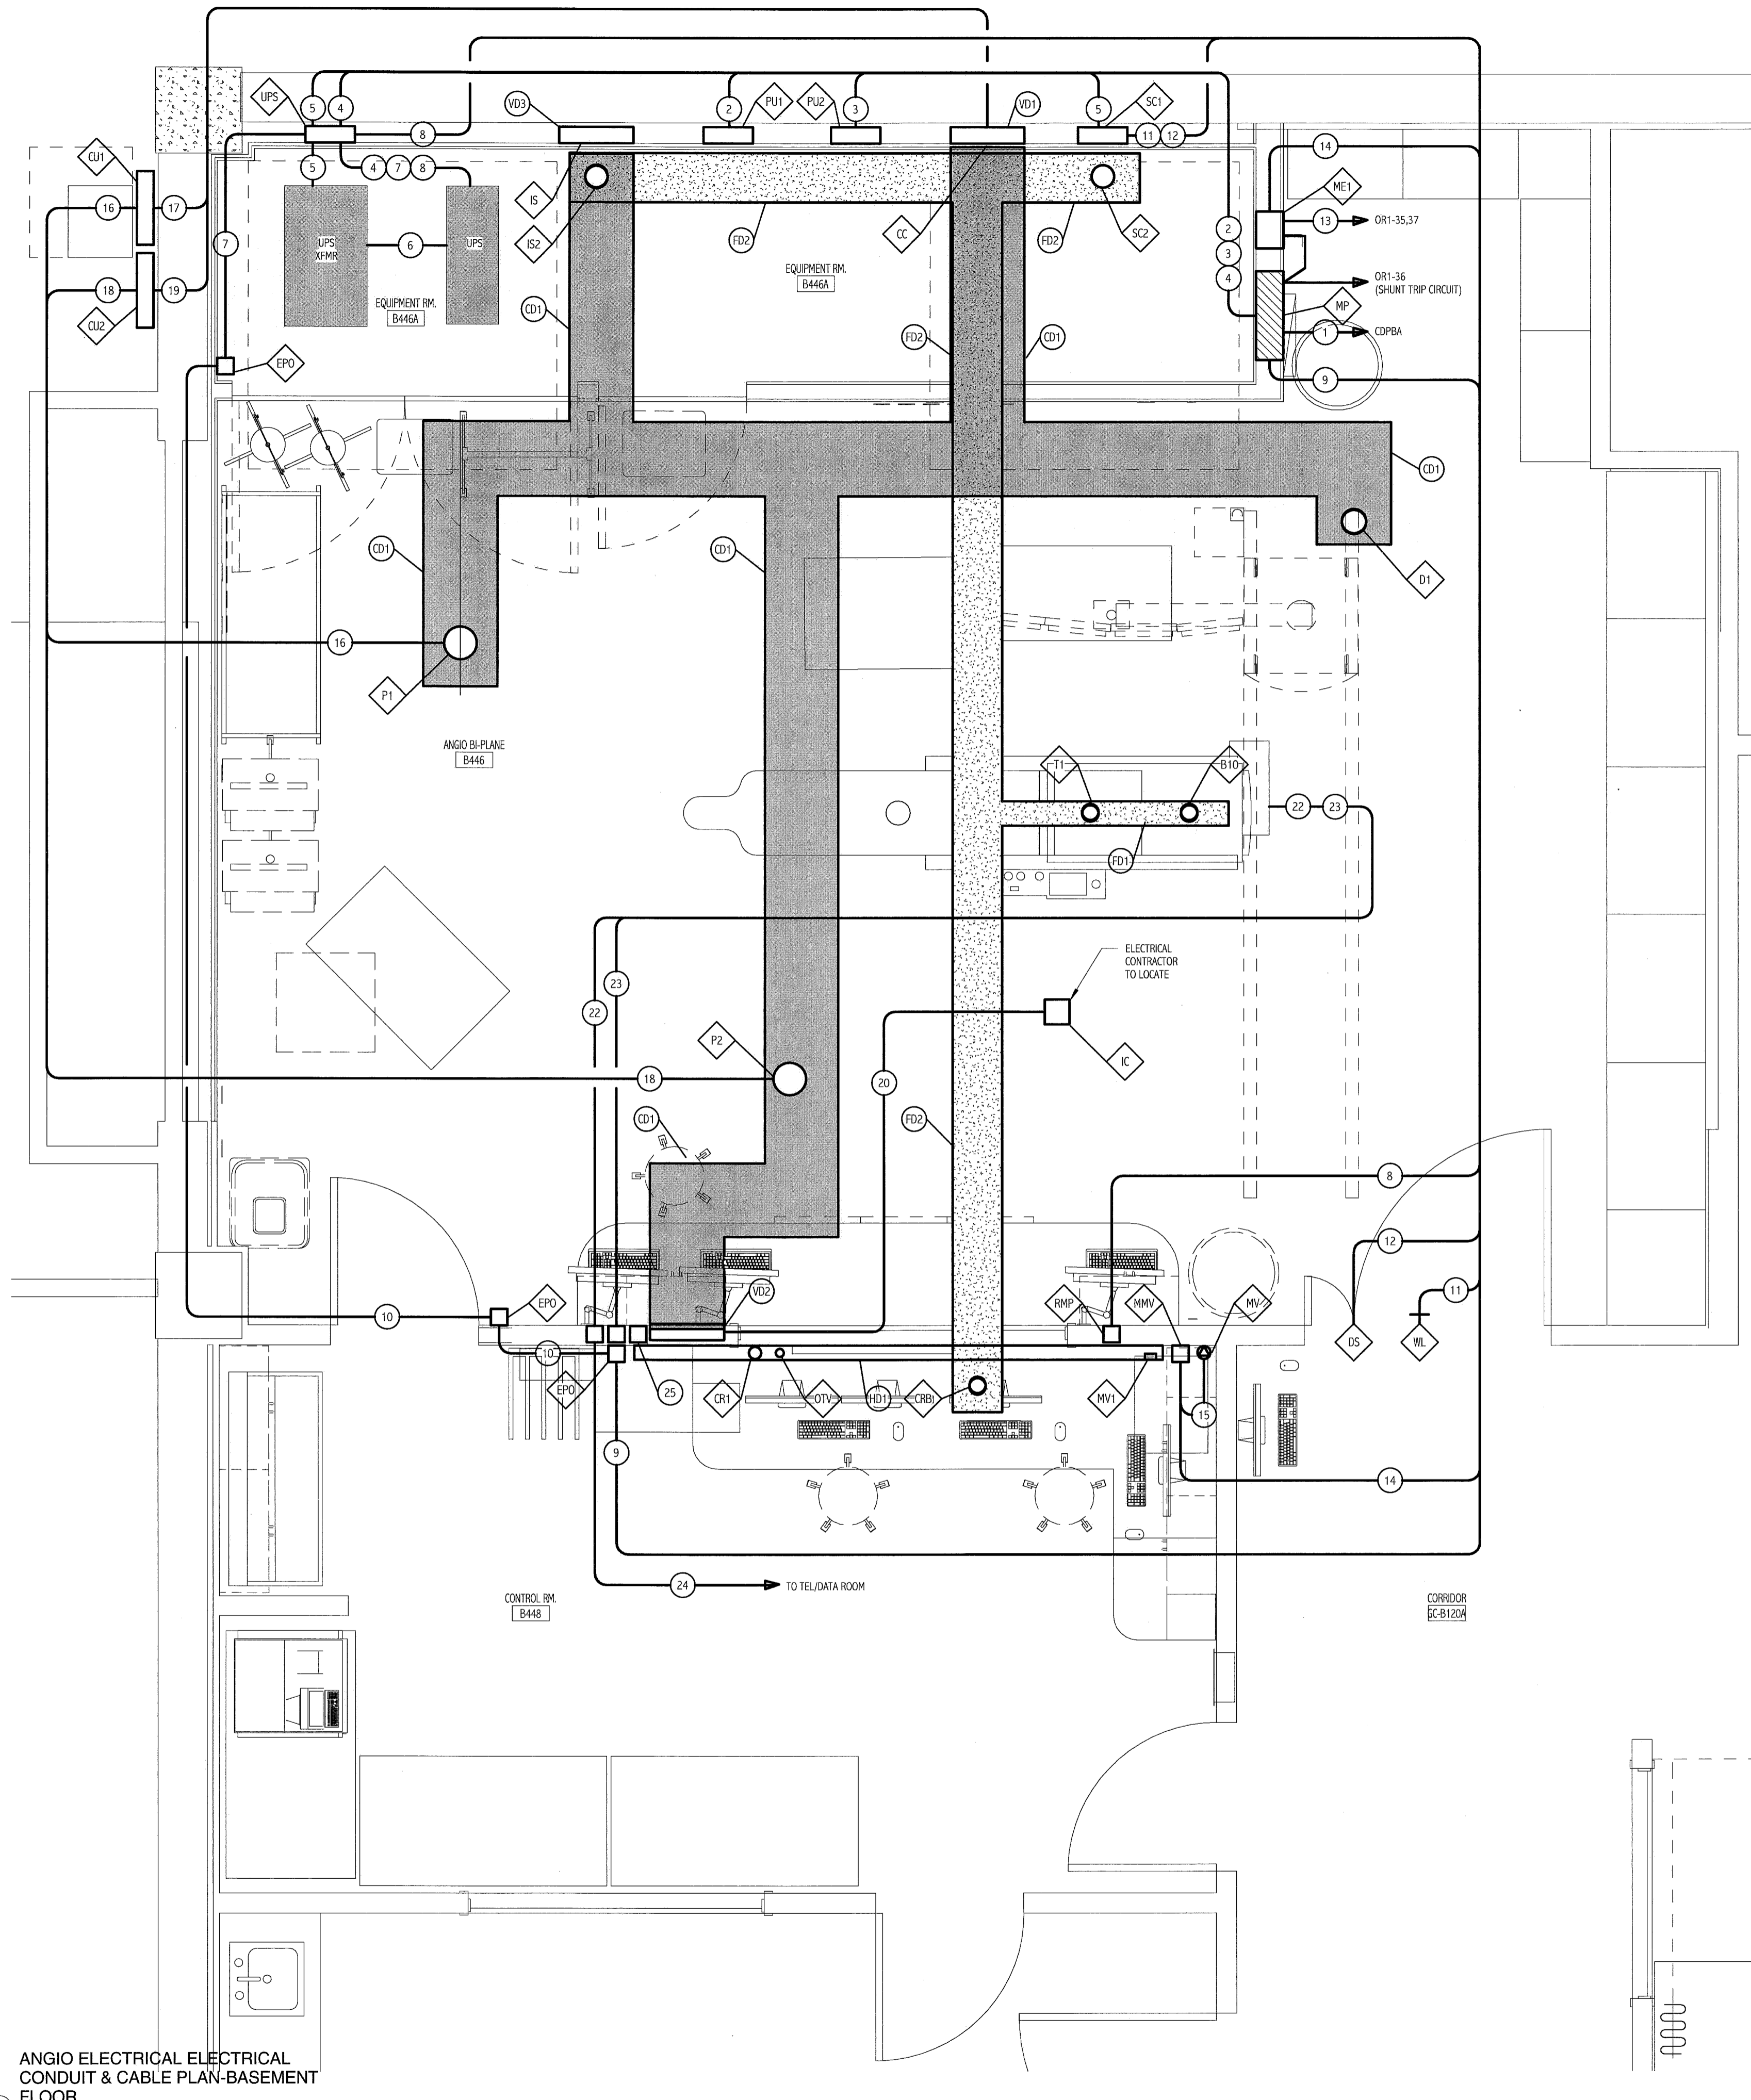 UPS
5
4
VD3
2
PU1
PU2
3
VD1
5
SC1
8
11
12
14
CU1
5
4
7
8
ME1
16
17
IS
13
OR1-35,37
UPS
XFMR
6
UPS
7
IS2
FD2
CC
FD2
SC2
2
3
4
EQUIPMENT RM.
B446A
OR1-36
(SHUNT TRIP CIRCUIT)
18
19
EQUIPMENT RM.
B446A
CD1
MP
CU2
FD2
CD1
1
CDPBA
EPO
9
CD1
CD1
CD1
D1
16
P1
ANGIO BI-PLANE
B446
T1
B10
22
23
FD1
ELECTRICAL
CONTRACTOR
TO LOCATE
23
22
P2
IC
18
20
CD1
FD2
8
12
VD2
11
EPO
RMP
MMV
MV
10
DS
WL
10
EPO
25
CR1
OTV
HD1
CRB1
MV1
15
9
14
24
TO TEL/DATA ROOM
CONTROL RM.
B448
CORRIDOR
GC-B120A
ANGIO ELECTRICAL ELECTRICAL
CONDUIT & CABLE PLAN-BASEMENT
FLOOR